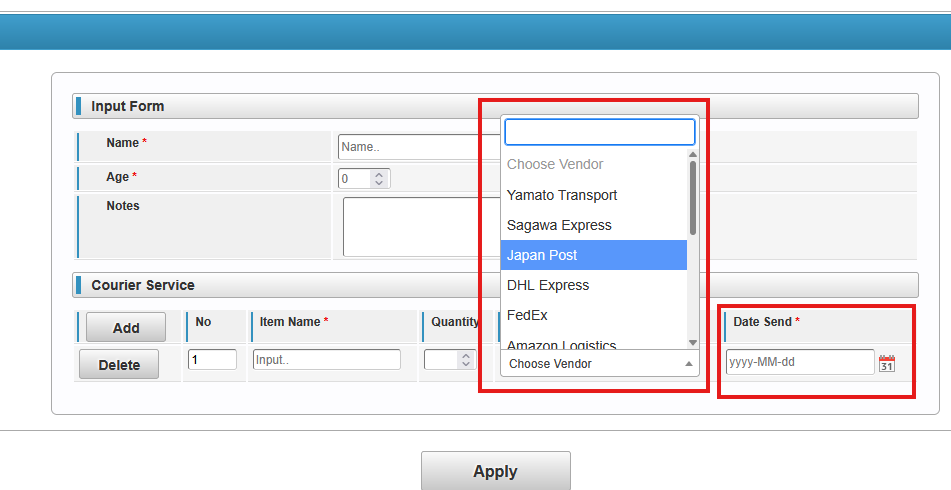 Input Form
Name *
Name..
Age *
0
Notes
Choose Vendor
Yamato Transport
Sagawa Express
Japan Post
DHL Express
FedEx
Amazon Logistics
Courier Service
Add
No
Item Name *
Quantity
Date Send *
Delete
1
Input..
Choose Vendor
yyyy-MM-dd
31
Apply